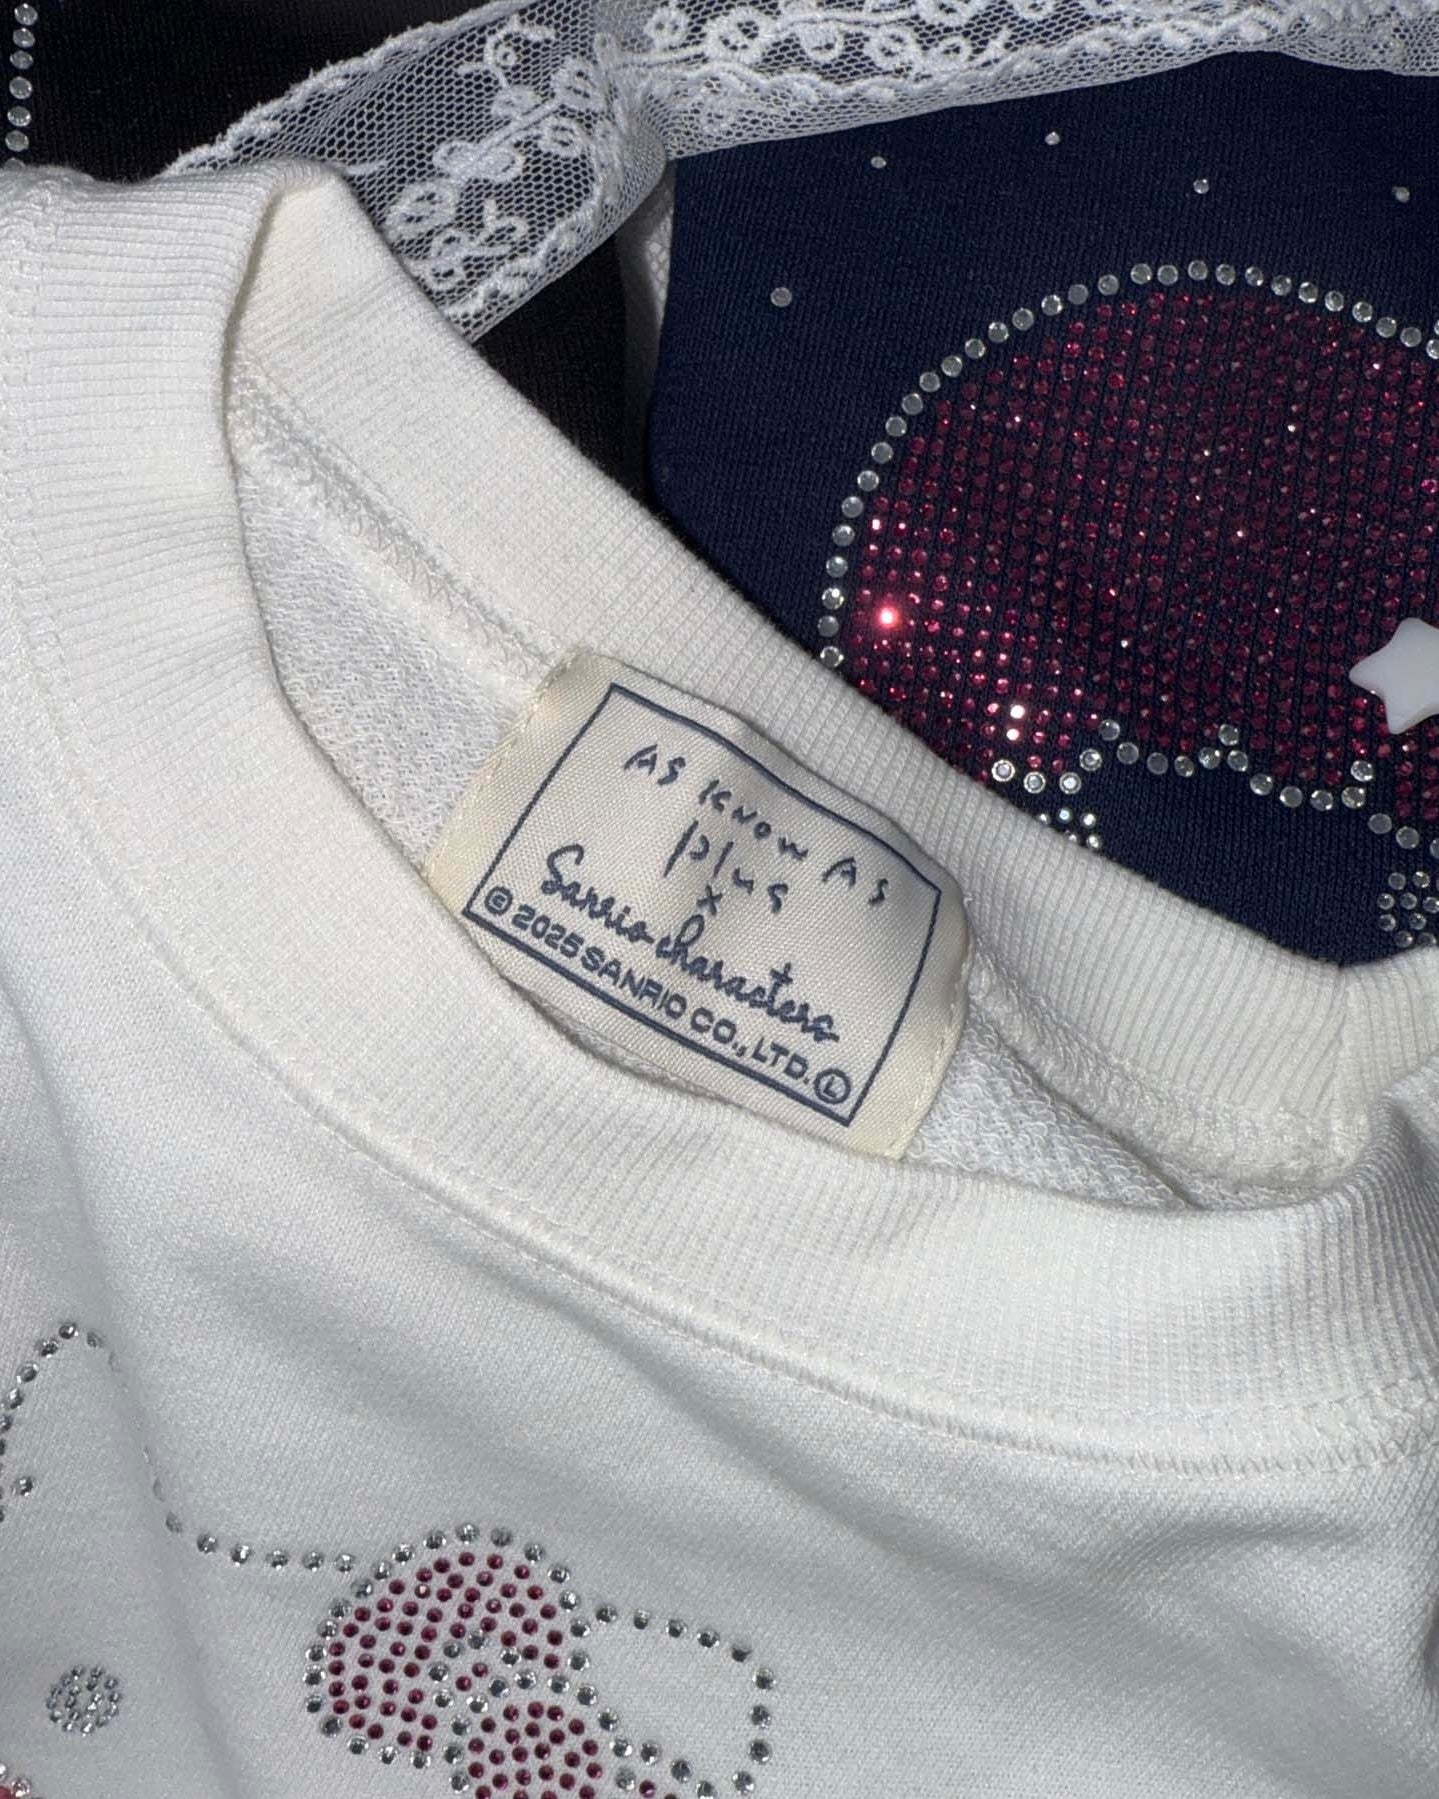 AS KNOW AS
plus
x
Sanrio characters
© 2025 SANRIO CO., LTD. Ⓛ